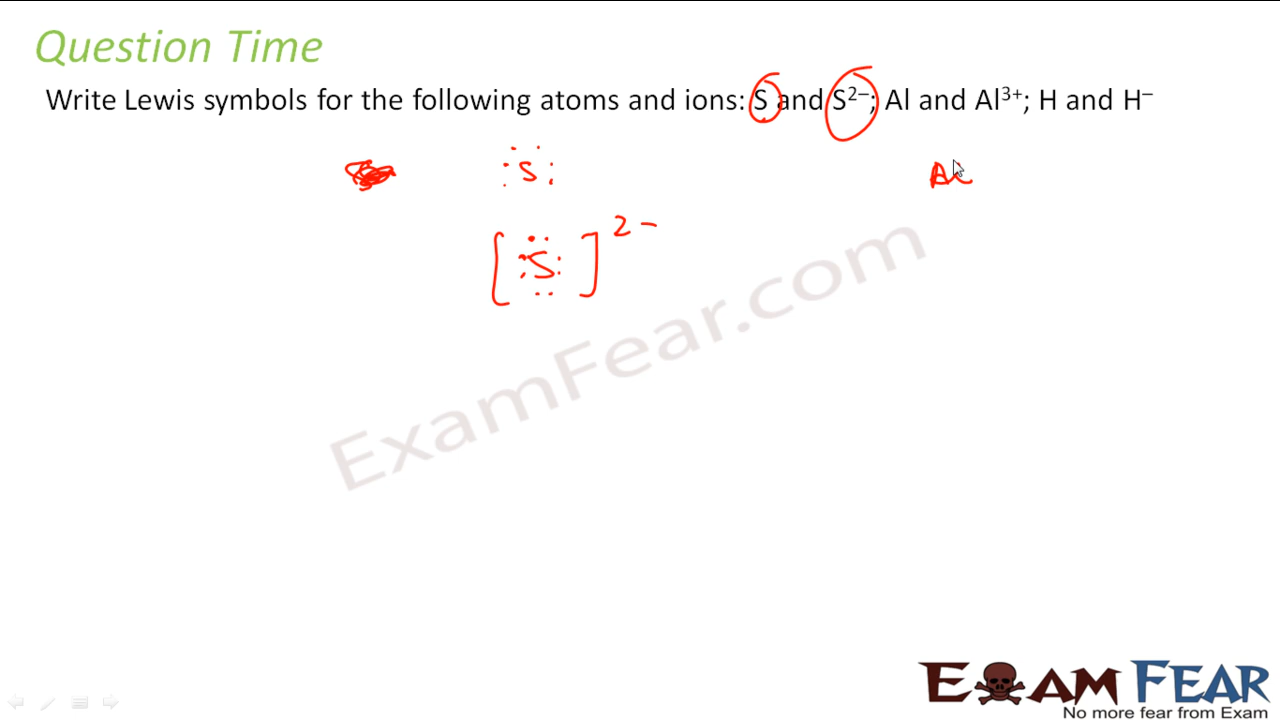 Question Time
Write Lewis symbols for the following atoms and ions: S and S²⁻; Al and Al³⁺; H and H⁻
S
Al
[S]²⁻
ExamFear.com
EXAM FEAR
No more fear from Exam